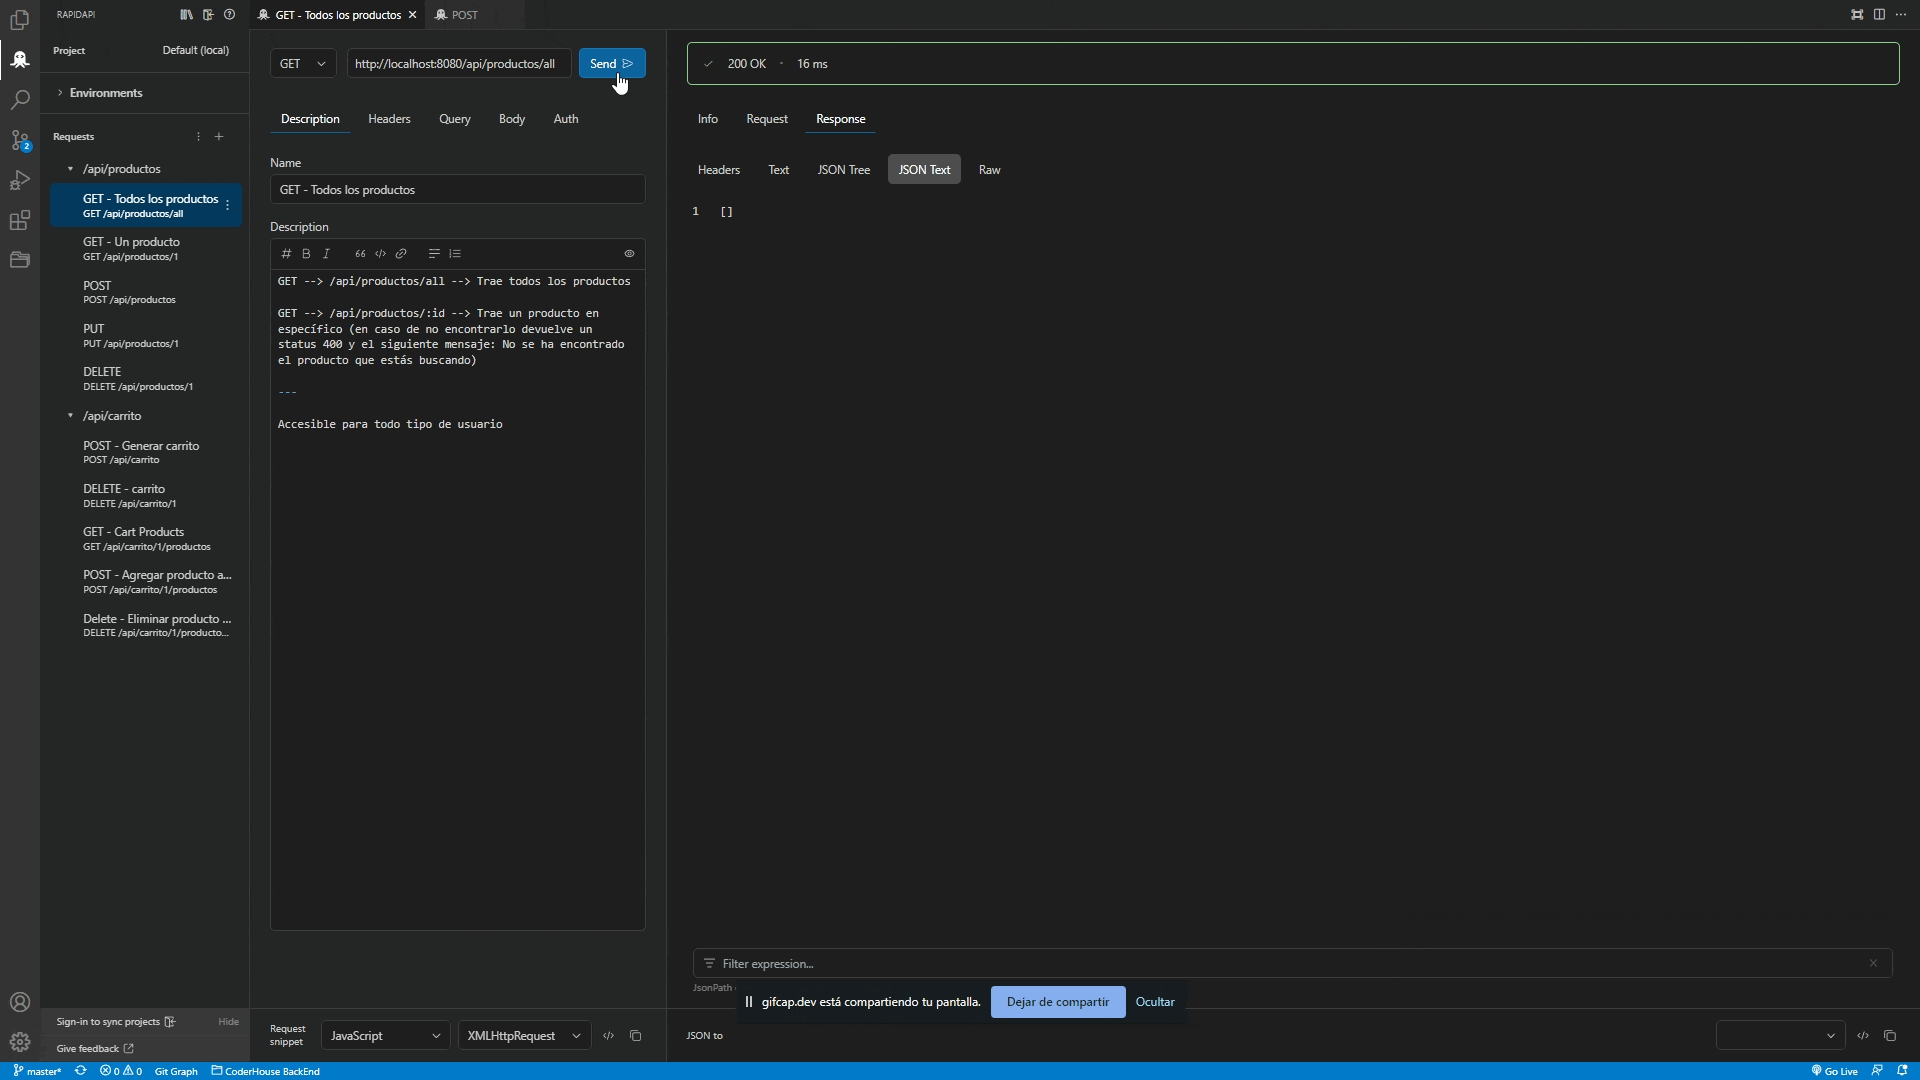 RAPIDAPI
Project
Default (local)
Environments
Requests
/api/productos
GET - Todos los productos
GET /api/productos/all
GET - Un producto
GET /api/productos/1
POST
POST /api/productos
PUT
PUT /api/productos/1
DELETE
DELETE /api/productos/1
/api/carrito
POST - Generar carrito
POST /api/carrito
DELETE - carrito
DELETE /api/carrito/1
GET - Cart Products
GET /api/carrito/1/productos
POST - Agregar producto a...
POST /api/carrito/1/productos
Delete - Eliminar producto ...
DELETE /api/carrito/1/producto...
Sign-in to sync projects
Hide
Give feedback
GET - Todos los productos
POST
GET
http://localhost:8080/api/productos/all
Send
Description
Headers
Query
Body
Auth
Name
GET - Todos los productos
Description
GET --> /api/productos/all --> Trae todos los productos
GET --> /api/productos/:id --> Trae un producto en
específico (en caso de no encontrarlo devuelve un
status 400 y el siguiente mensaje: No se ha encontrado
el producto que estás buscando)
---
Accesible para todo tipo de usuario
Request
snippet
JavaScript
XMLHttpRequest
200 OK · 16 ms
Info
Request
Response
Headers
Text
JSON Tree
JSON Text
Raw
1 []
Filter expression...
JsonPath
gifcap.dev está compartiendo tu pantalla.
Dejar de compartir
Ocultar
JSON to
2
master*
0
0
Git Graph
CoderHouse BackEnd
Go Live